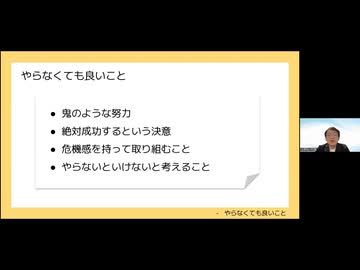 やらなくても良いこと
● 鬼のような努力
● 絶対成功するという決意
● 危機感を持って取り組むこと
● やらないといけないと考えること
- やらなくても良いこと